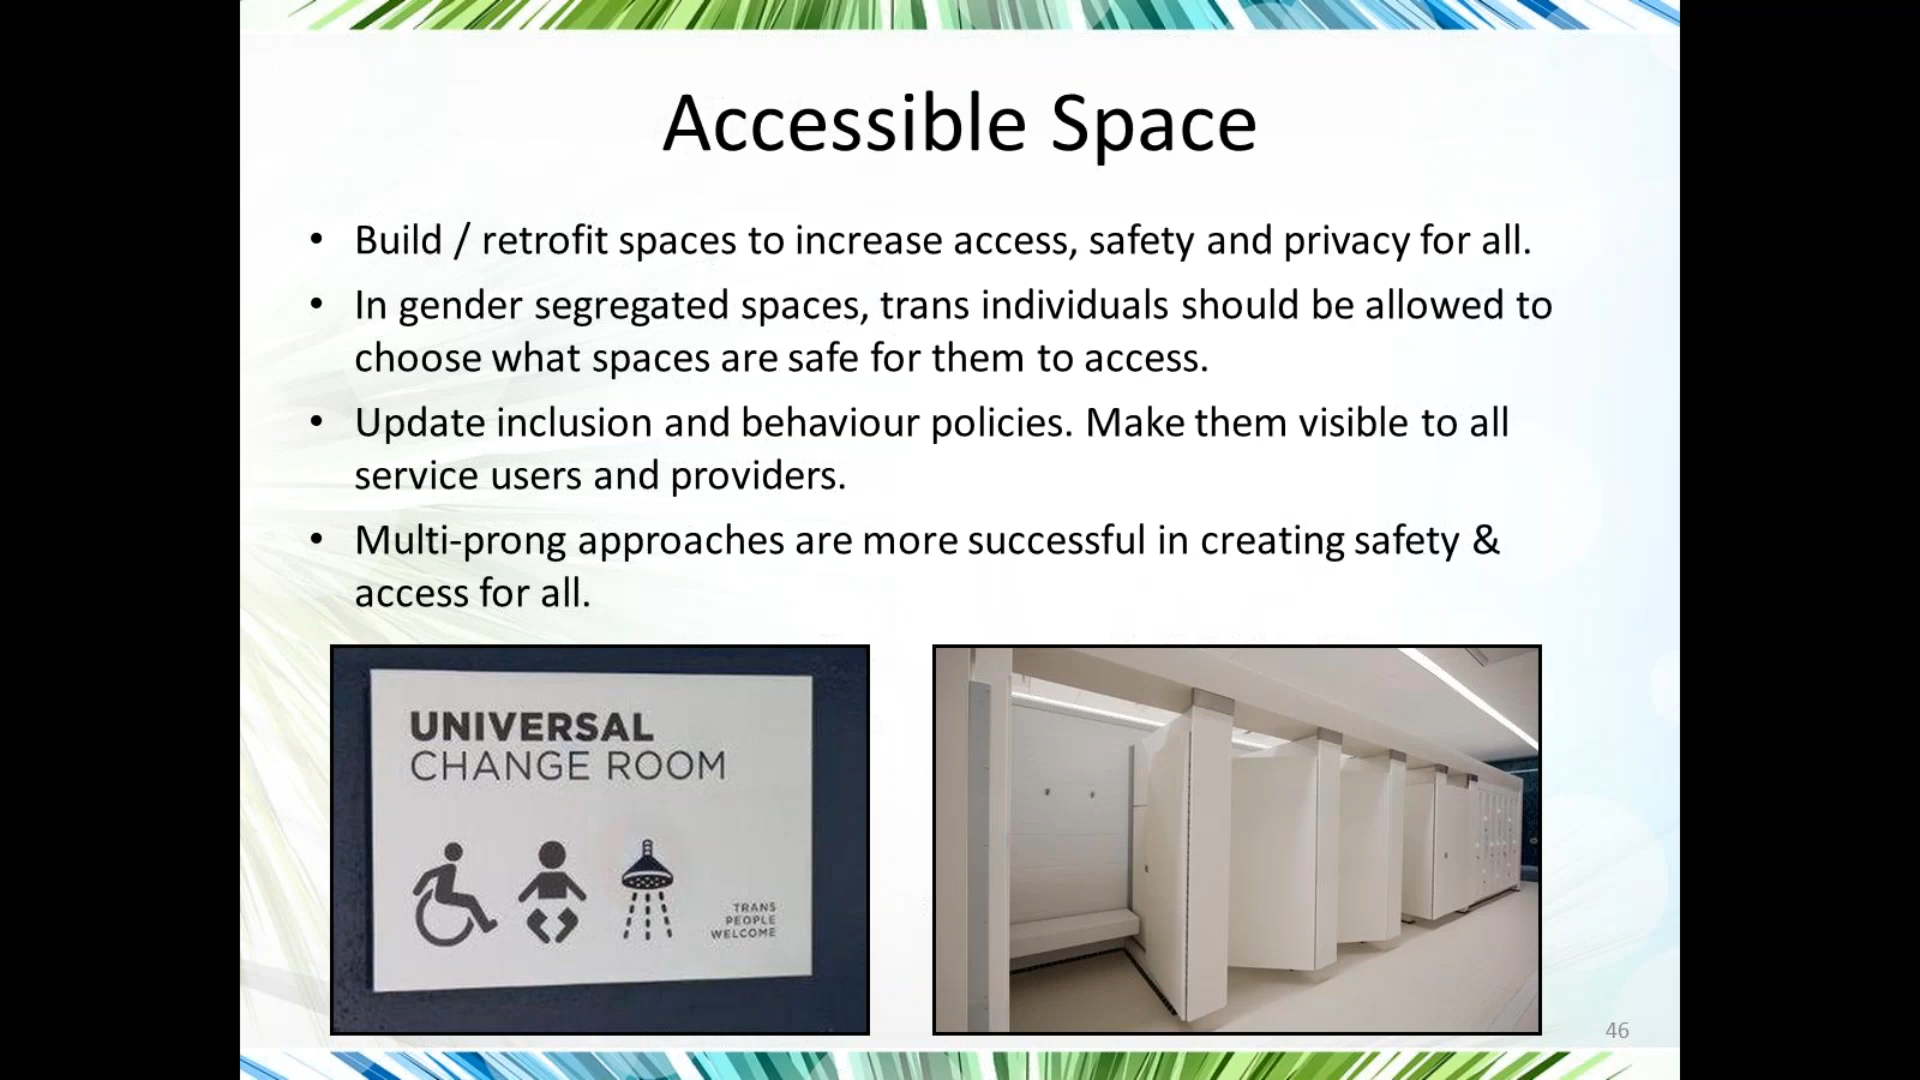 Accessible Space
• Build / retrofit spaces to increase access, safety and privacy for all.
• In gender segregated spaces, trans individuals should be allowed to
choose what spaces are safe for them to access.
• Update inclusion and behaviour policies. Make them visible to all
service users and providers.
• Multi-prong approaches are more successful in creating safety &
access for all.
UNIVERSAL
CHANGE ROOM
TRANS
PEOPLE
WELCOME
46